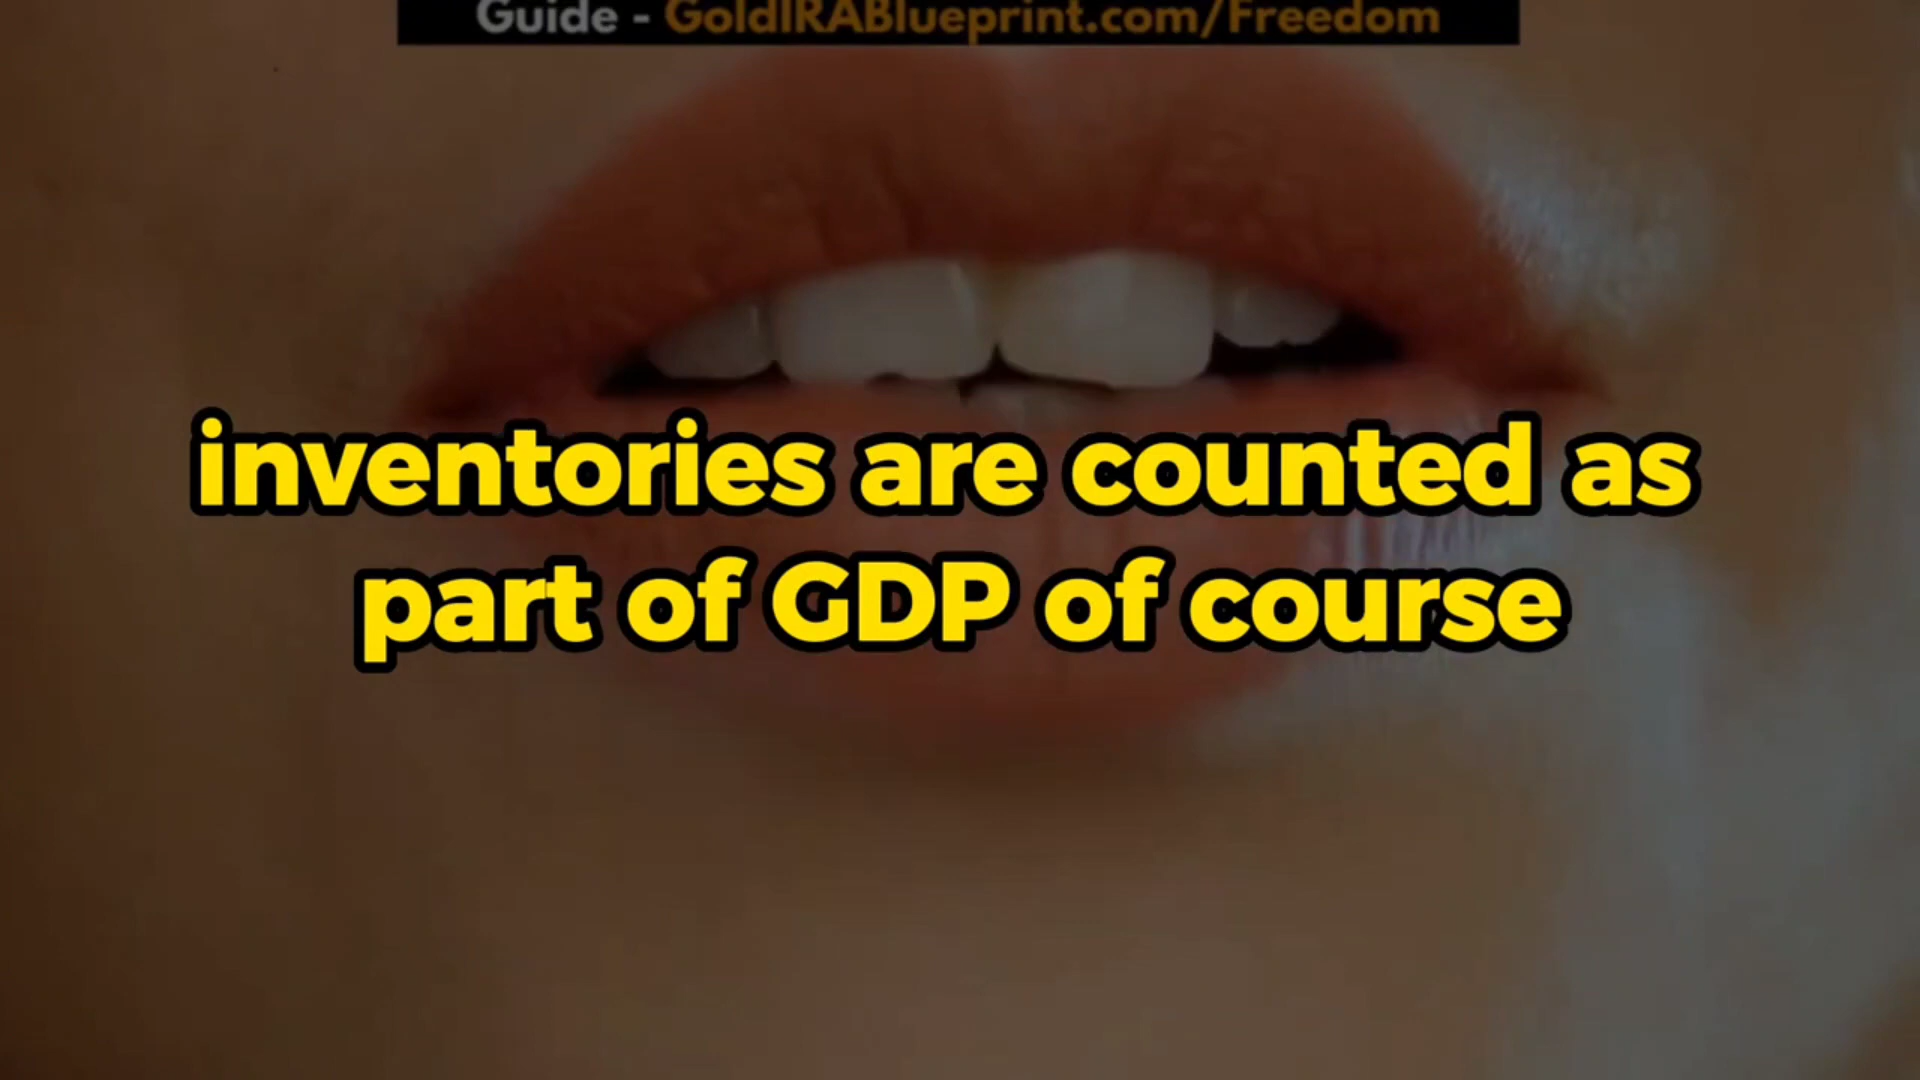 Guide - GoldIRABlueprint.com/Freedom
inventories are counted as
part of GDP of course